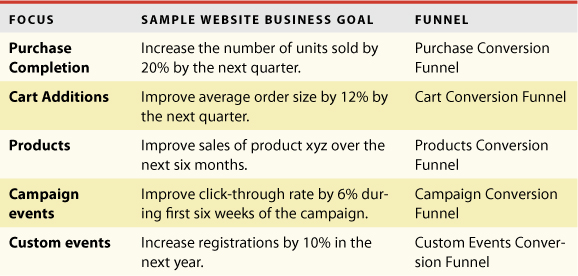 FOCUS SAMPLE WEBSITE BUSINESS GOAL FUNNEL
Purchase Increase the number of units sold by Purchase Conversion
Completion 20% by the next quarter. Funnel
Cart Additions Improve average order size by 12% by Cart Conversion Funnel
the next quarter.
Products Improve sales of product xyz over the Products Conversion
next six months. Funnel
Campaign Improve click-through rate by 6% dur- Campaign Conversion
events ing first six weeks of the campaign. Funnel
Custom events Increase registrations by 10% in the Custom Events Conver-
next year. sion Funnel